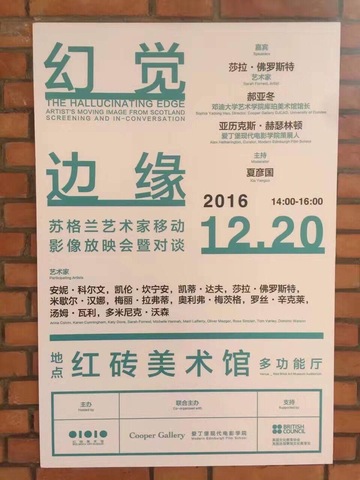 幻觉
THE HALLUCINATING EDGE
ARTIST'S MOVING IMAGE FROM SCOTLAND
SCREENING AND IN-CONVERSATION
边缘
苏格兰艺术家移动
影像放映会暨对谈
嘉宾
莎拉·佛罗斯特
艺术家
郝亚冬
邓迪大学艺术学院库珀美术馆馆长
亚历克斯·赫瑟林顿
爱丁堡现代电影学院策展人
主持
夏彦国
2016 14:00-16:00
12.20
艺术家
安妮·科尔文，凯伦·坎宁安，凯蒂·达夫，莎拉·佛罗斯特，
米歇尔·汉娜，梅丽·拉弗蒂，奥利弗·梅茨格，罗丝·辛克莱，
汤姆·瓦利，多米尼克·沃森
地点 红砖美术馆 多功能厅
主办
联合主办
支持
Cooper Gallery
爱丁堡现代电影学院
Modern Edinburgh Film School
BRITISH
COUNCIL